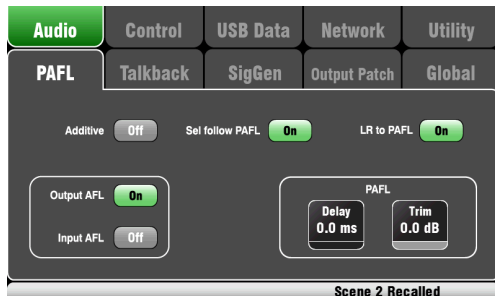 Audio Control USB Data Network Utility
PAFL Talkback SigGen Output Patch Global
Additive Off Sel follow PAFL On LR to PAFL On
Output AFL On
Input AFL Off
PAFL
Delay Trim
0.0 ms 0.0 dB
Scene 2 Recalled